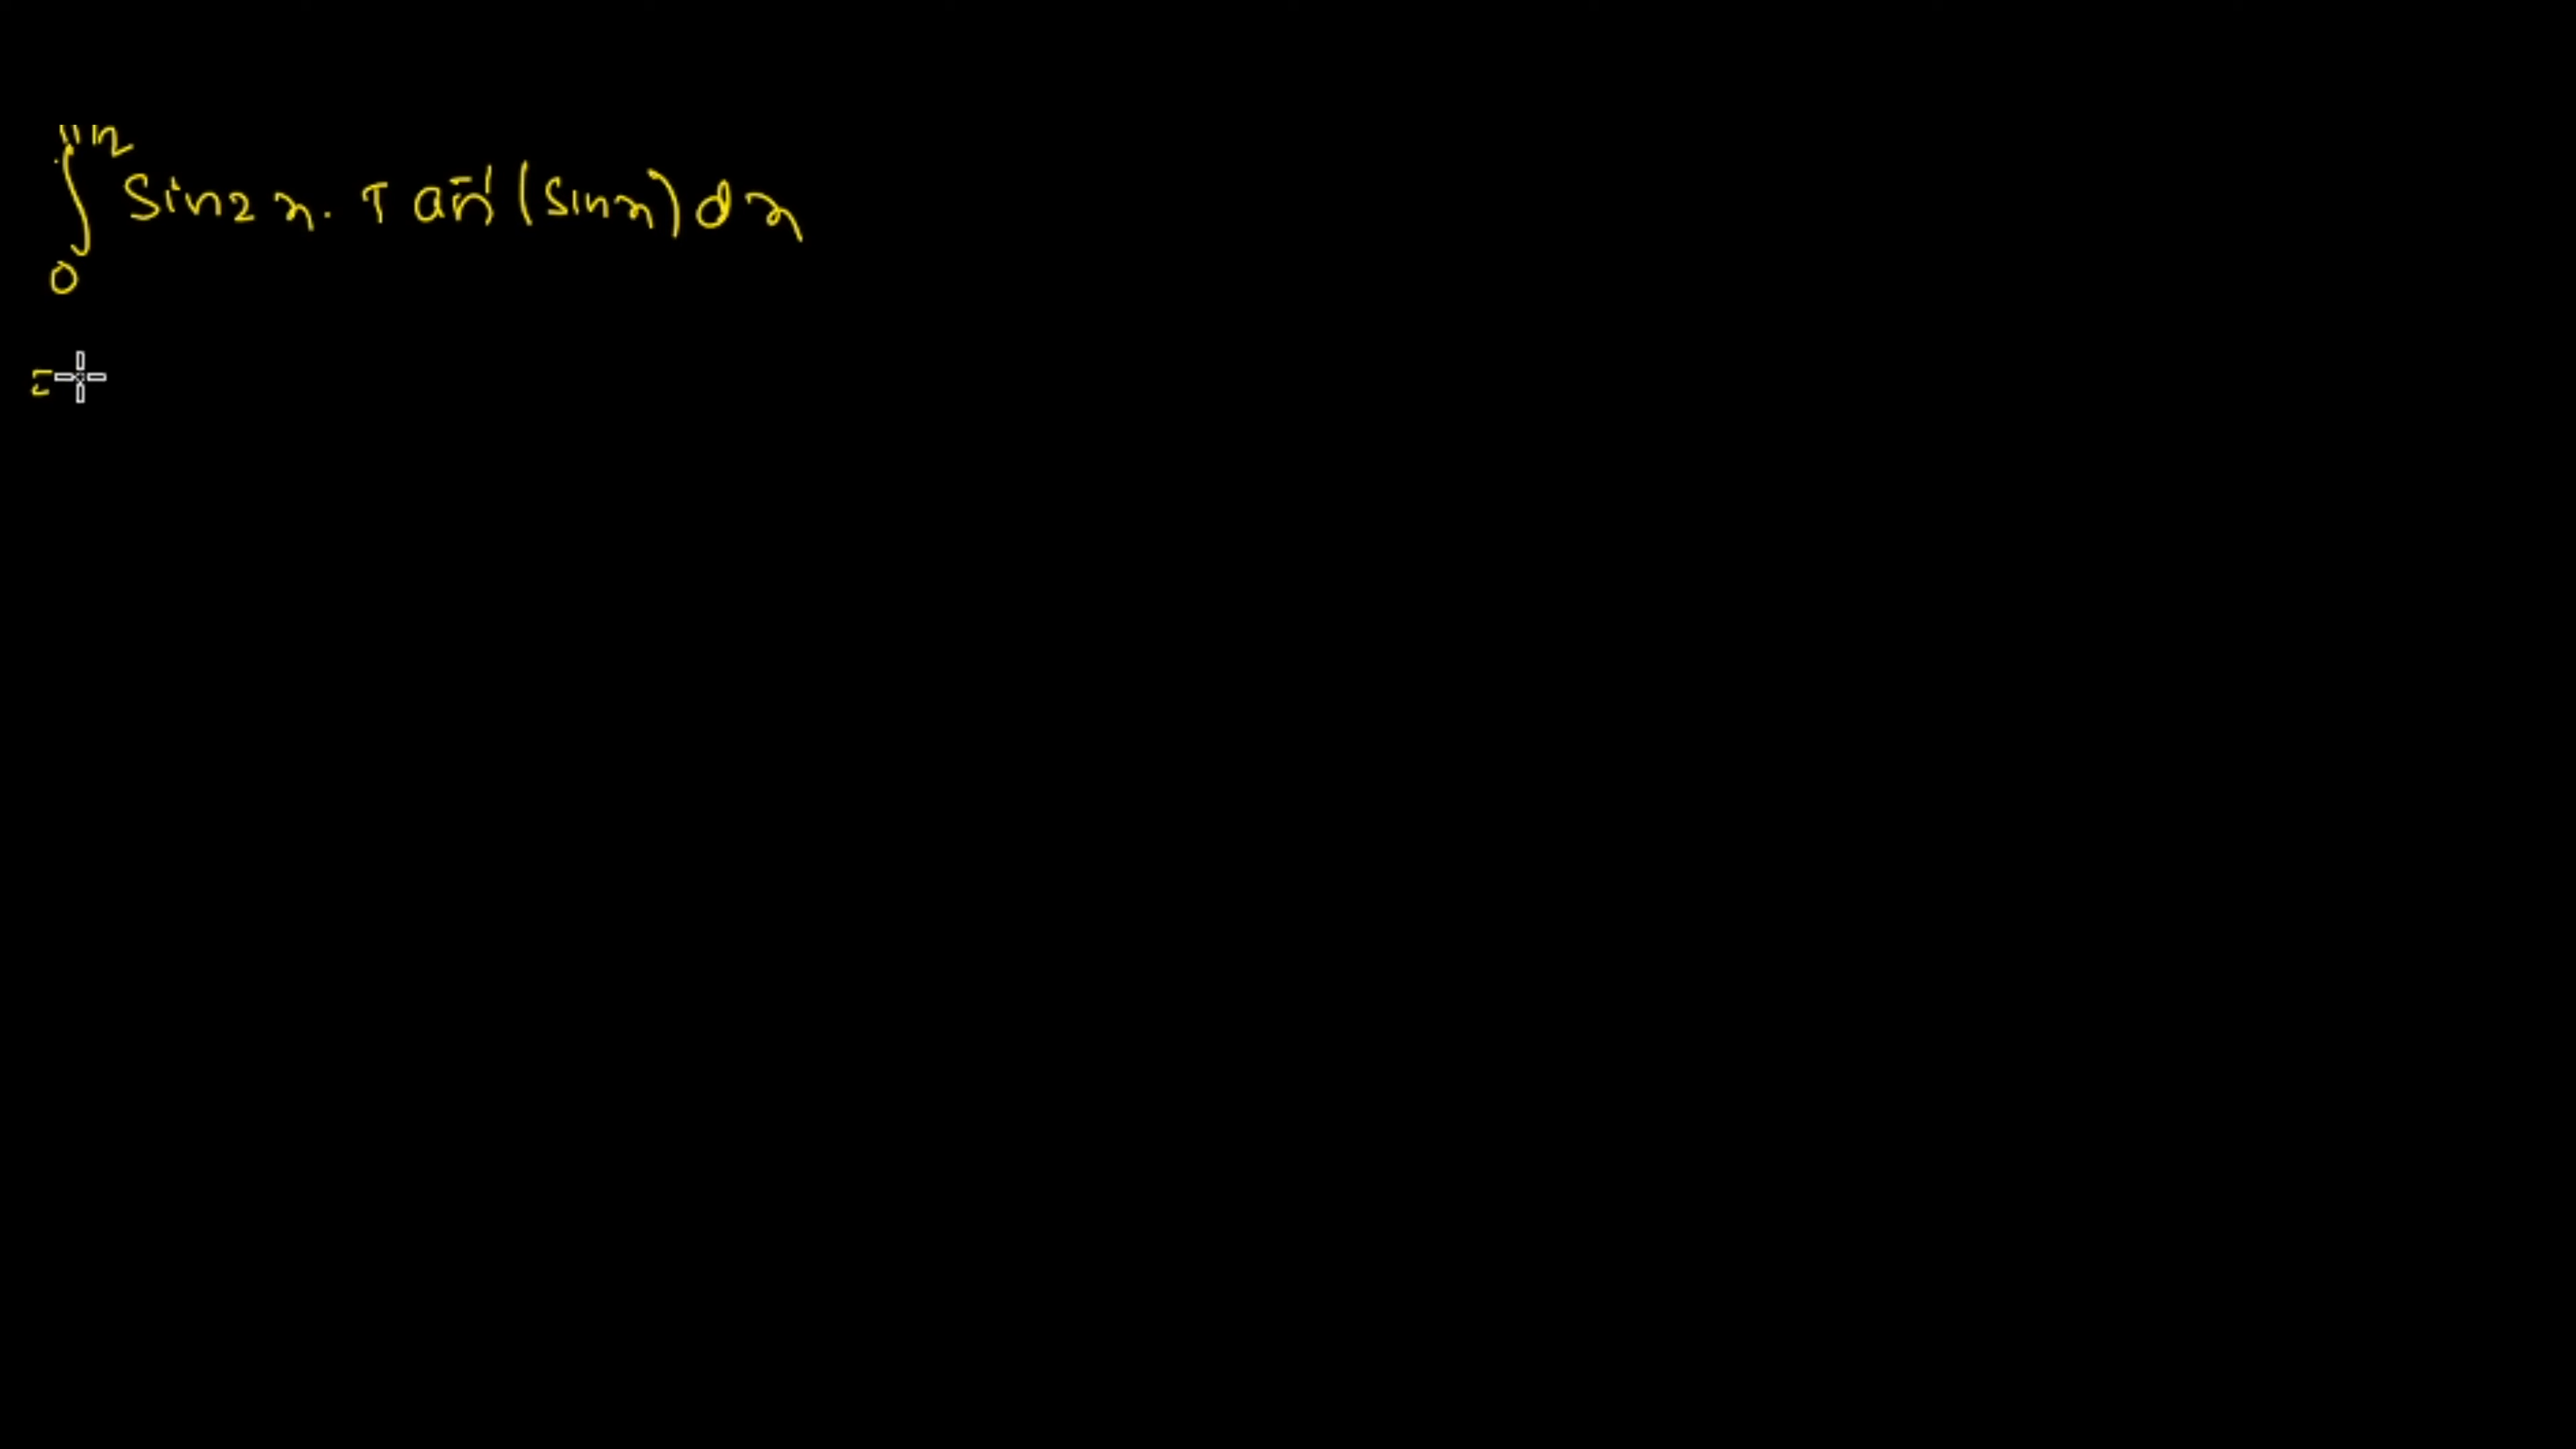 ∫₀^π/2 Sin2x. Tan⁻¹(sinx)dx
=